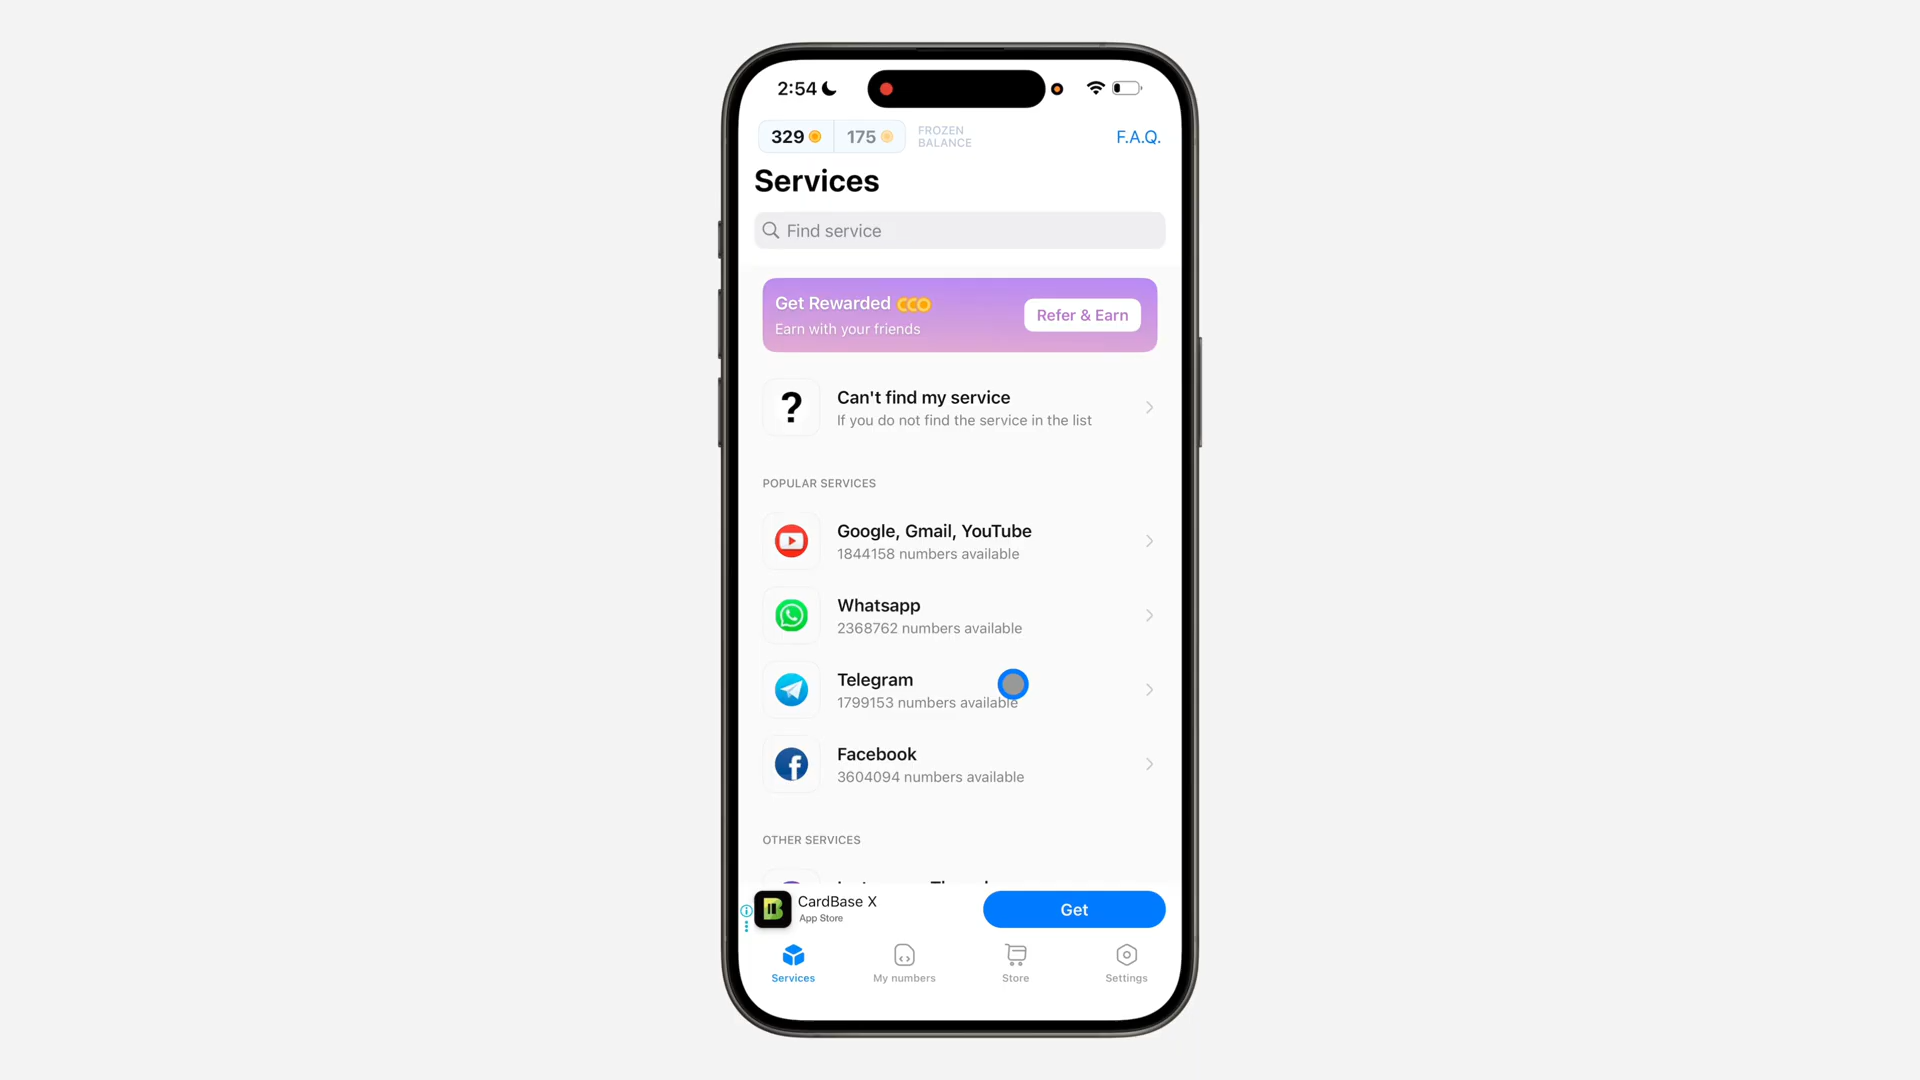 2:54
329
175
FROZEN
BALANCE
F.A.Q.
Services
Find service
Get Rewarded
Earn with your friends
Refer & Earn
?
Can't find my service
If you do not find the service in the list
POPULAR SERVICES
Google, Gmail, YouTube
1844158 numbers available
Whatsapp
2368762 numbers available
Telegram
1799153 numbers available
Facebook
3604094 numbers available
OTHER SERVICES
CardBase X
App Store
Get
Services
My numbers
Store
Settings